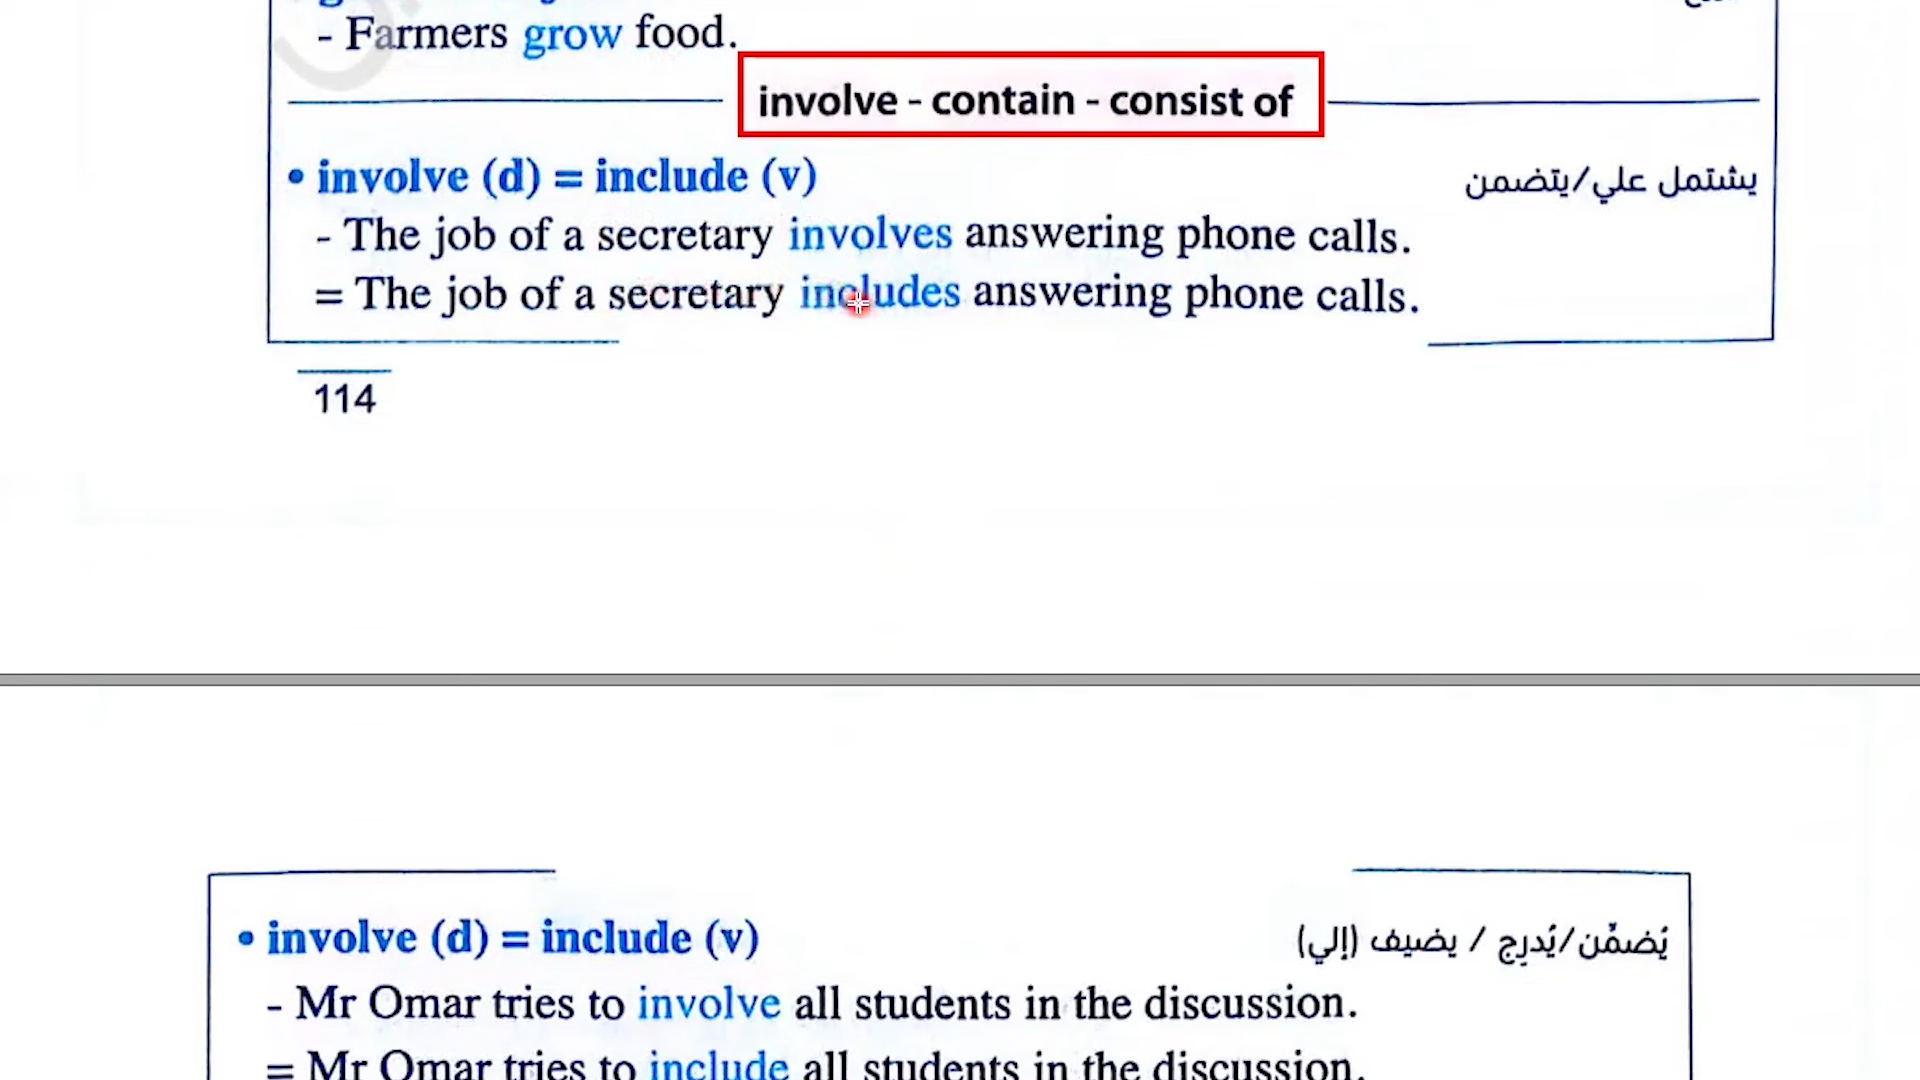 - Farmers grow food.
involve - contain - consist of
• involve (d) = include (v) يشتمل علي/يتضمن
- The job of a secretary involves answering phone calls.
= The job of a secretary includes answering phone calls.
114
• involve (d) = include (v) يُضمِّن/يُدرِج / يضيف (إلي)
- Mr Omar tries to involve all students in the discussion.
= Mr Omar tries to include all students in the discussion.